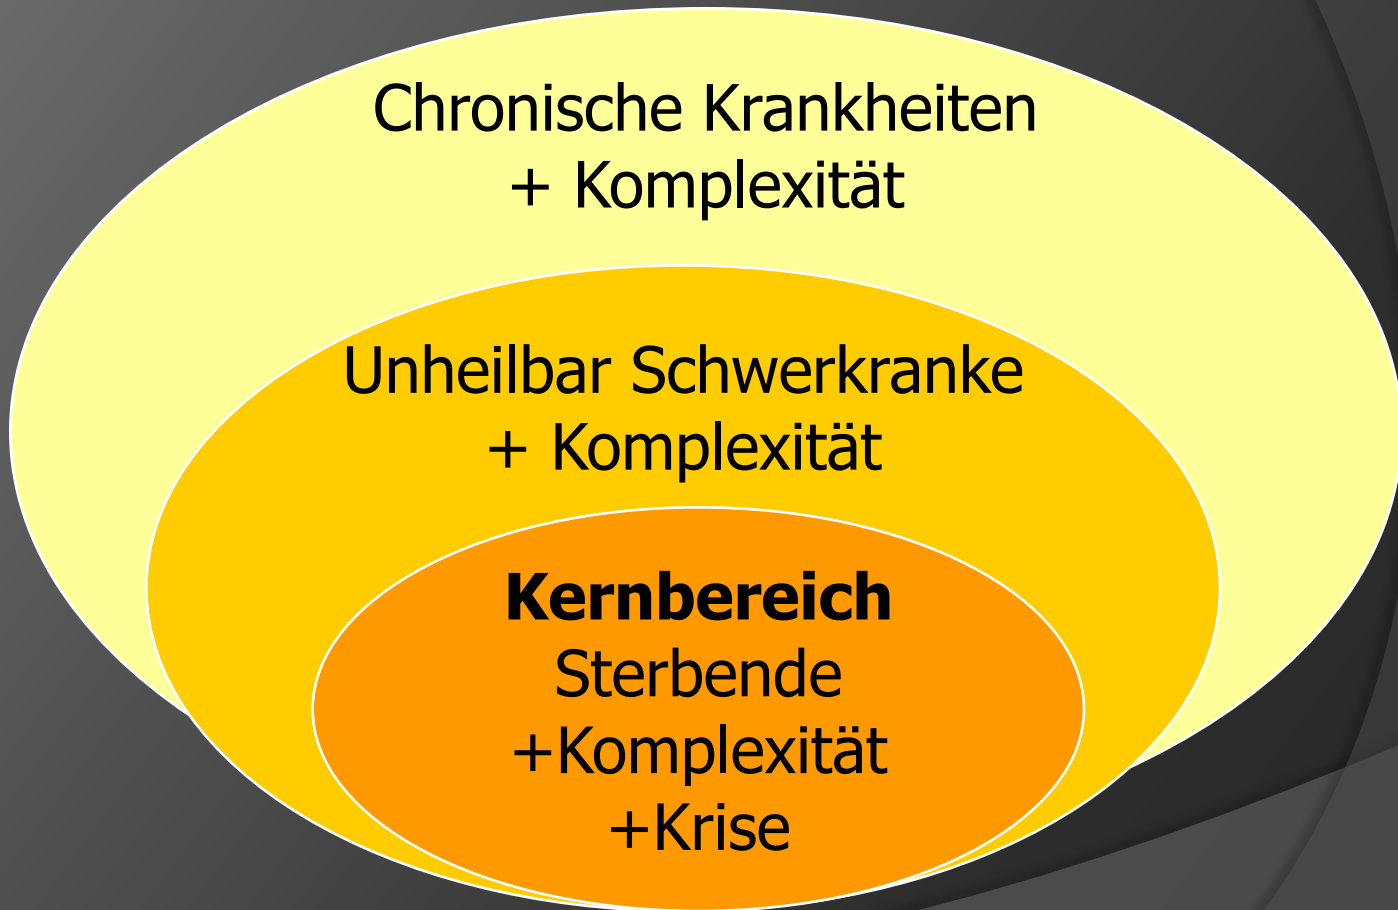 Chronische Krankheiten
+ Komplexität
Unheilbar Schwerkranke
+ Komplexität
Kernbereich
Sterbende
+Komplexität
+Krise